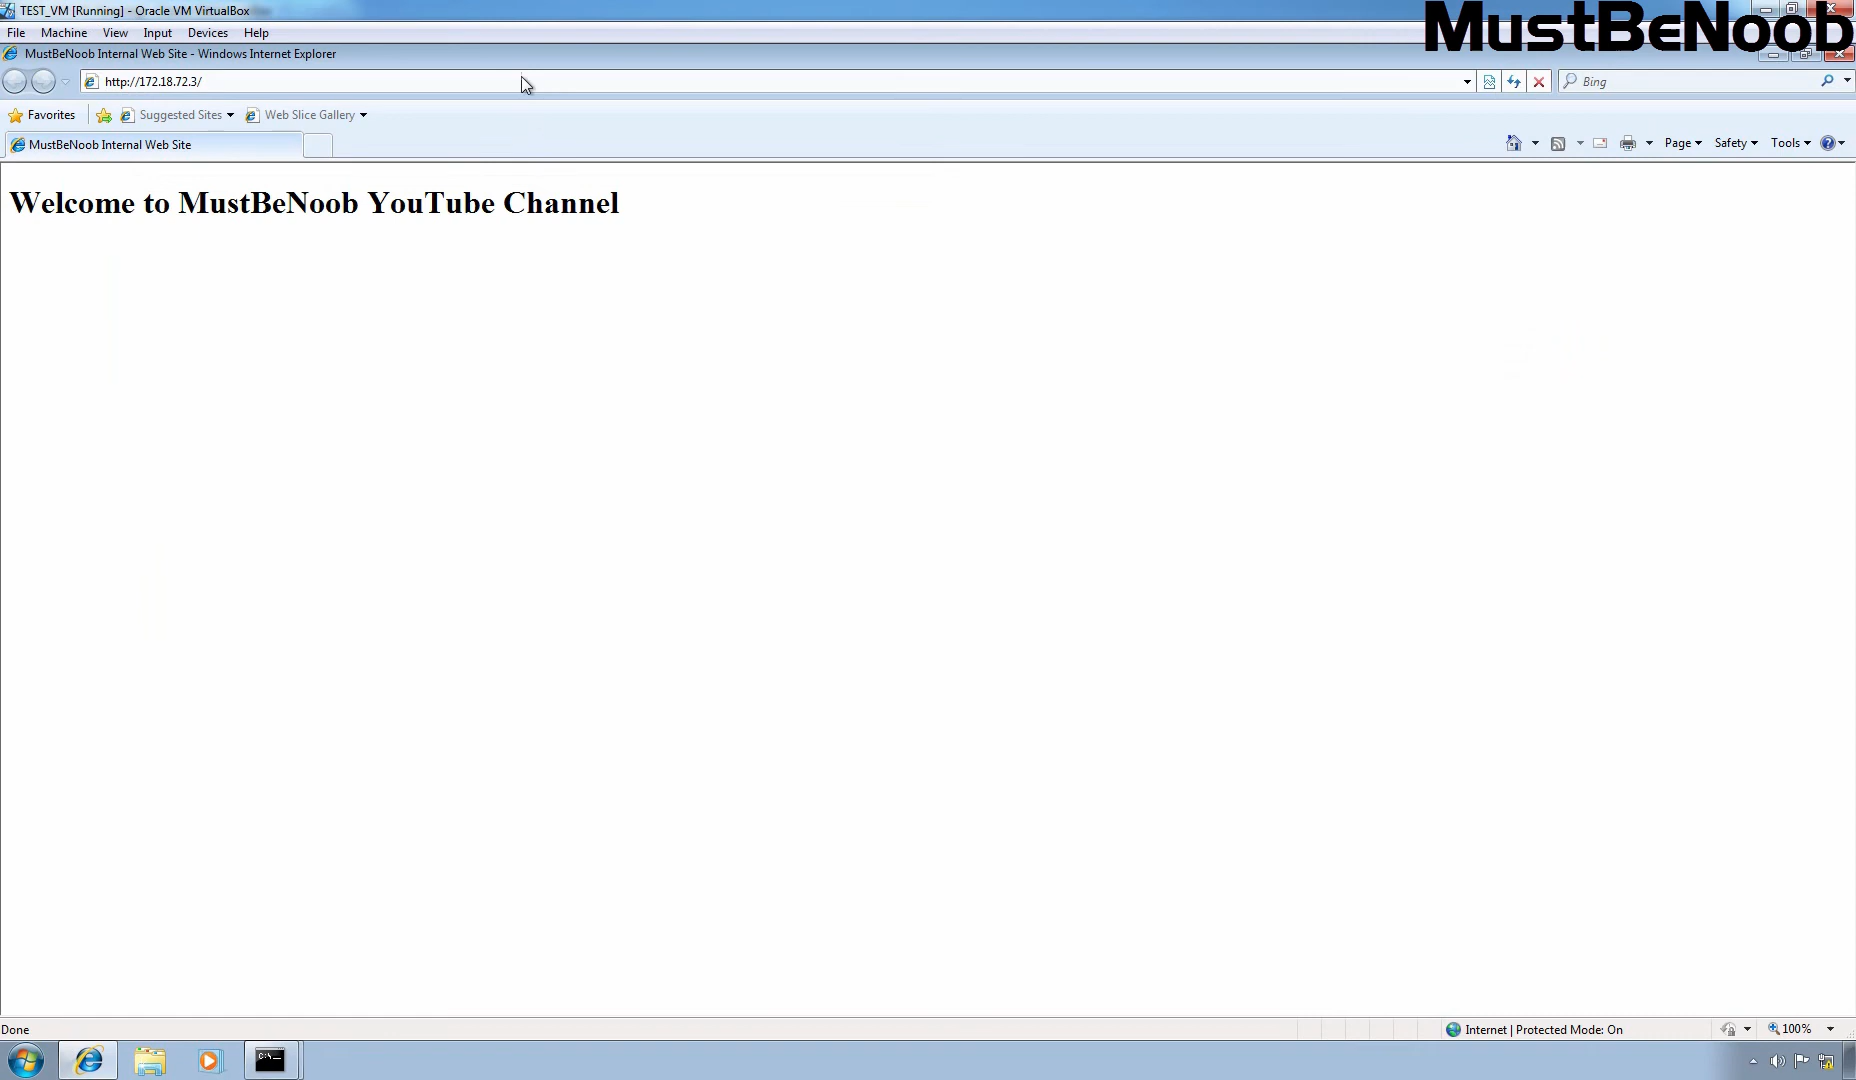 TEST_VM [Running] - Oracle VM VirtualBox
MustBeNoob
File Machine View Input Devices Help
MustBeNoob Internal Web Site - Windows Internet Explorer
http://172.18.72.3/
Bing
Favorites Suggested Sites Web Slice Gallery
MustBeNoob Internal Web Site
Page Safety Tools
Welcome to MustBeNoob YouTube Channel
Done
Internet | Protected Mode: On
100%
C:\